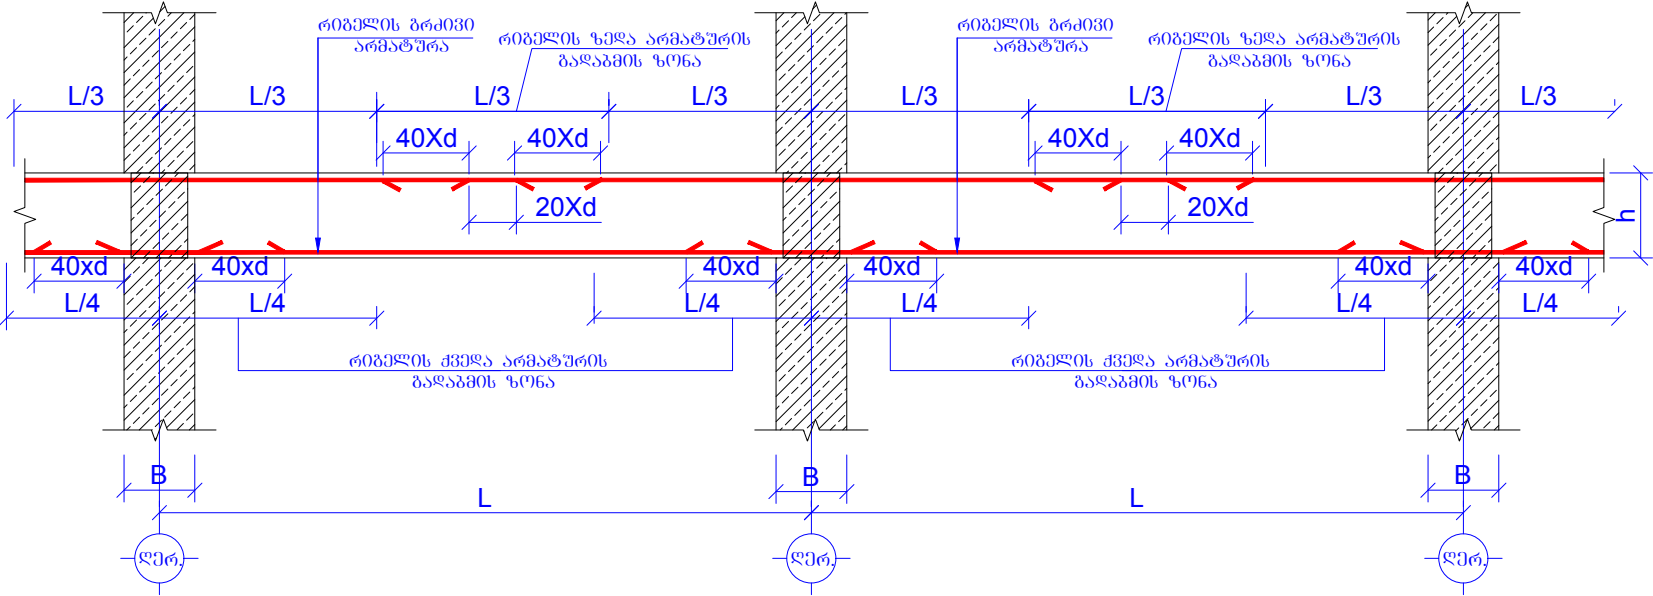 რიგელის გრძივი
არმატურა
რიგელის ზედა არმატურის
გადაბმის ზონა
რიგელის გრძივი
არმატურა
რიგელის ზედა არმატურის
გადაბმის ზონა
L/3 L/3 L/3 L/3 L/3 L/3 L/3 L/3
40Xd 40Xd 40Xd 40Xd
20Xd 20Xd
h
40xd 40xd 40xd 40xd 40xd 40xd
L/4 L/4 L/4 L/4 L/4 L/4
რიგელის ქვედა არმატურის
გადაბმის ზონა
რიგელის ქვედა არმატურის
გადაბმის ზონა
B B B
L L
ღერ. ღერ. ღერ.